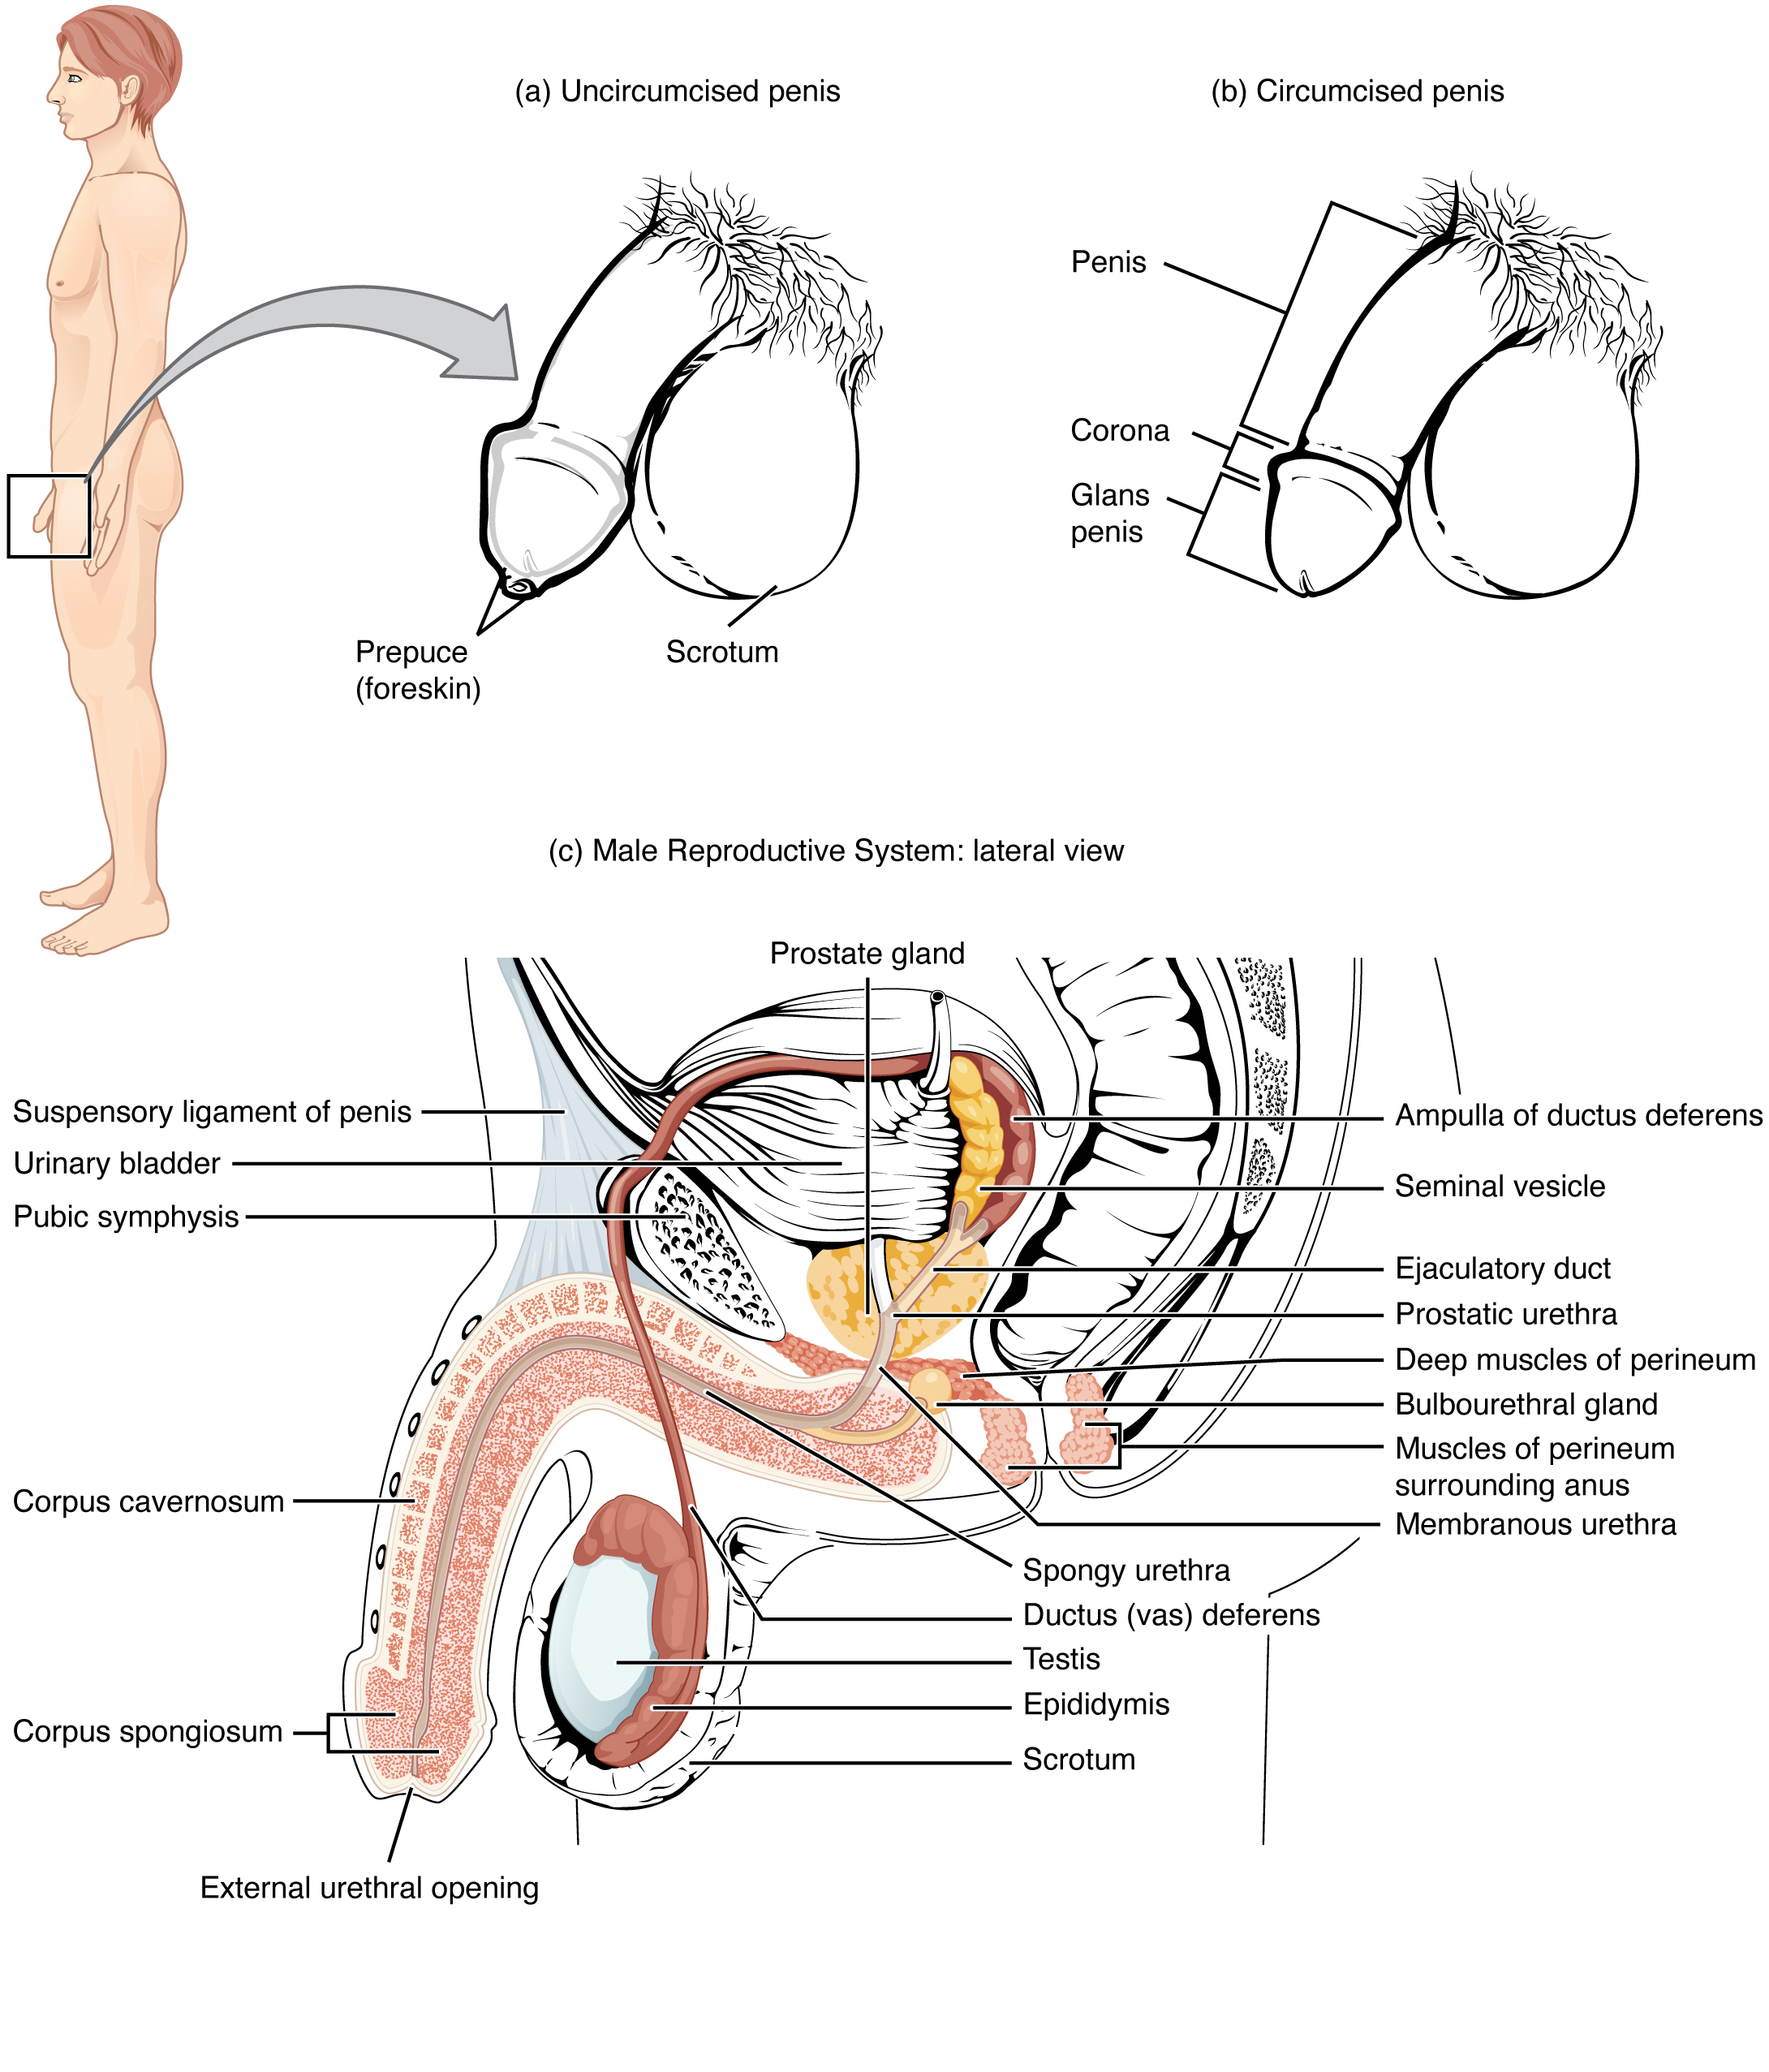 (a) Uncircumcised penis
(b) Circumcised penis
Penis
Corona
Glans
penis
Prepuce
(foreskin)
Scrotum
(c) Male Reproductive System: lateral view
Prostate gland
Suspensory ligament of penis
Urinary bladder
Pubic symphysis
Corpus cavernosum
Corpus spongiosum
External urethral opening
Ampulla of ductus deferens
Seminal vesicle
Ejaculatory duct
Prostatic urethra
Deep muscles of perineum
Bulbourethral gland
Muscles of perineum
surrounding anus
Membranous urethra
Spongy urethra
Ductus (vas) deferens
Testis
Epididymis
Scrotum